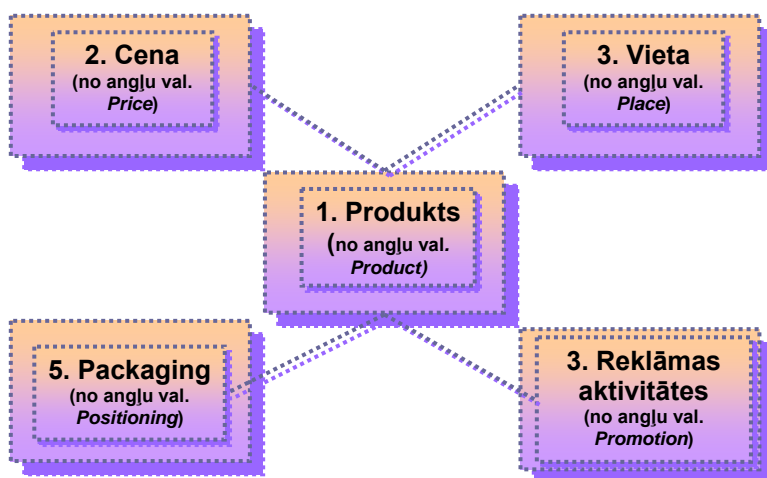 2. Cena
(no angļu val.
Price)
3. Vieta
(no angļu val.
Place)
1. Produkts
(no angļu val.
Product)
5. Packaging
(no angļu val.
Positioning)
3. Reklāmas
aktivitātes
(no angļu val.
Promotion)